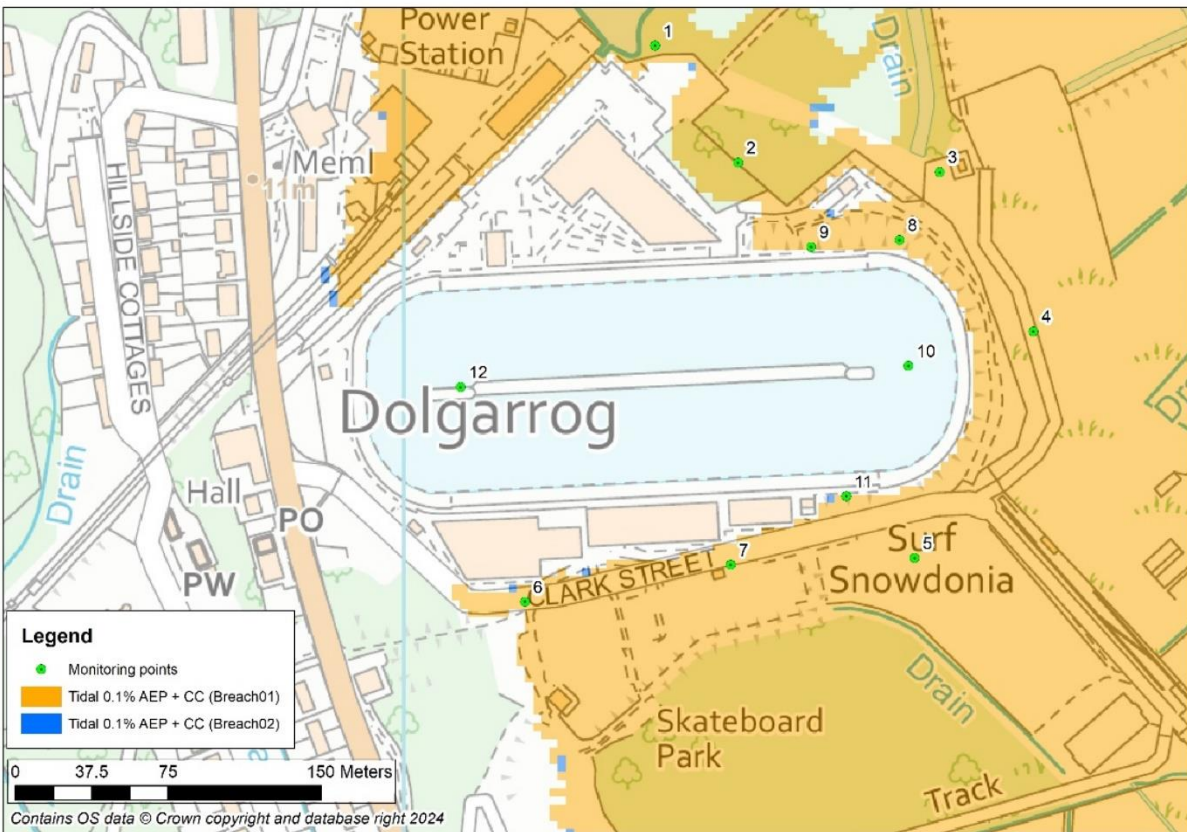 Power
Station
1
Drain
HILLSIDE COTTAGES
Meml
11m
2
3
9
8
4
10
12
Dolgarrog
Drain
Hall
PO
PW
11
7
Surf
5
Snowdonia
6
CLARK STREET
Drain
Skateboard
Park
Track
Legend
Monitoring points
Tidal 0.1% AEP + CC (Breach01)
Tidal 0.1% AEP + CC (Breach02)
0 37.5 75 150 Meters
Contains OS data © Crown copyright and database right 2024